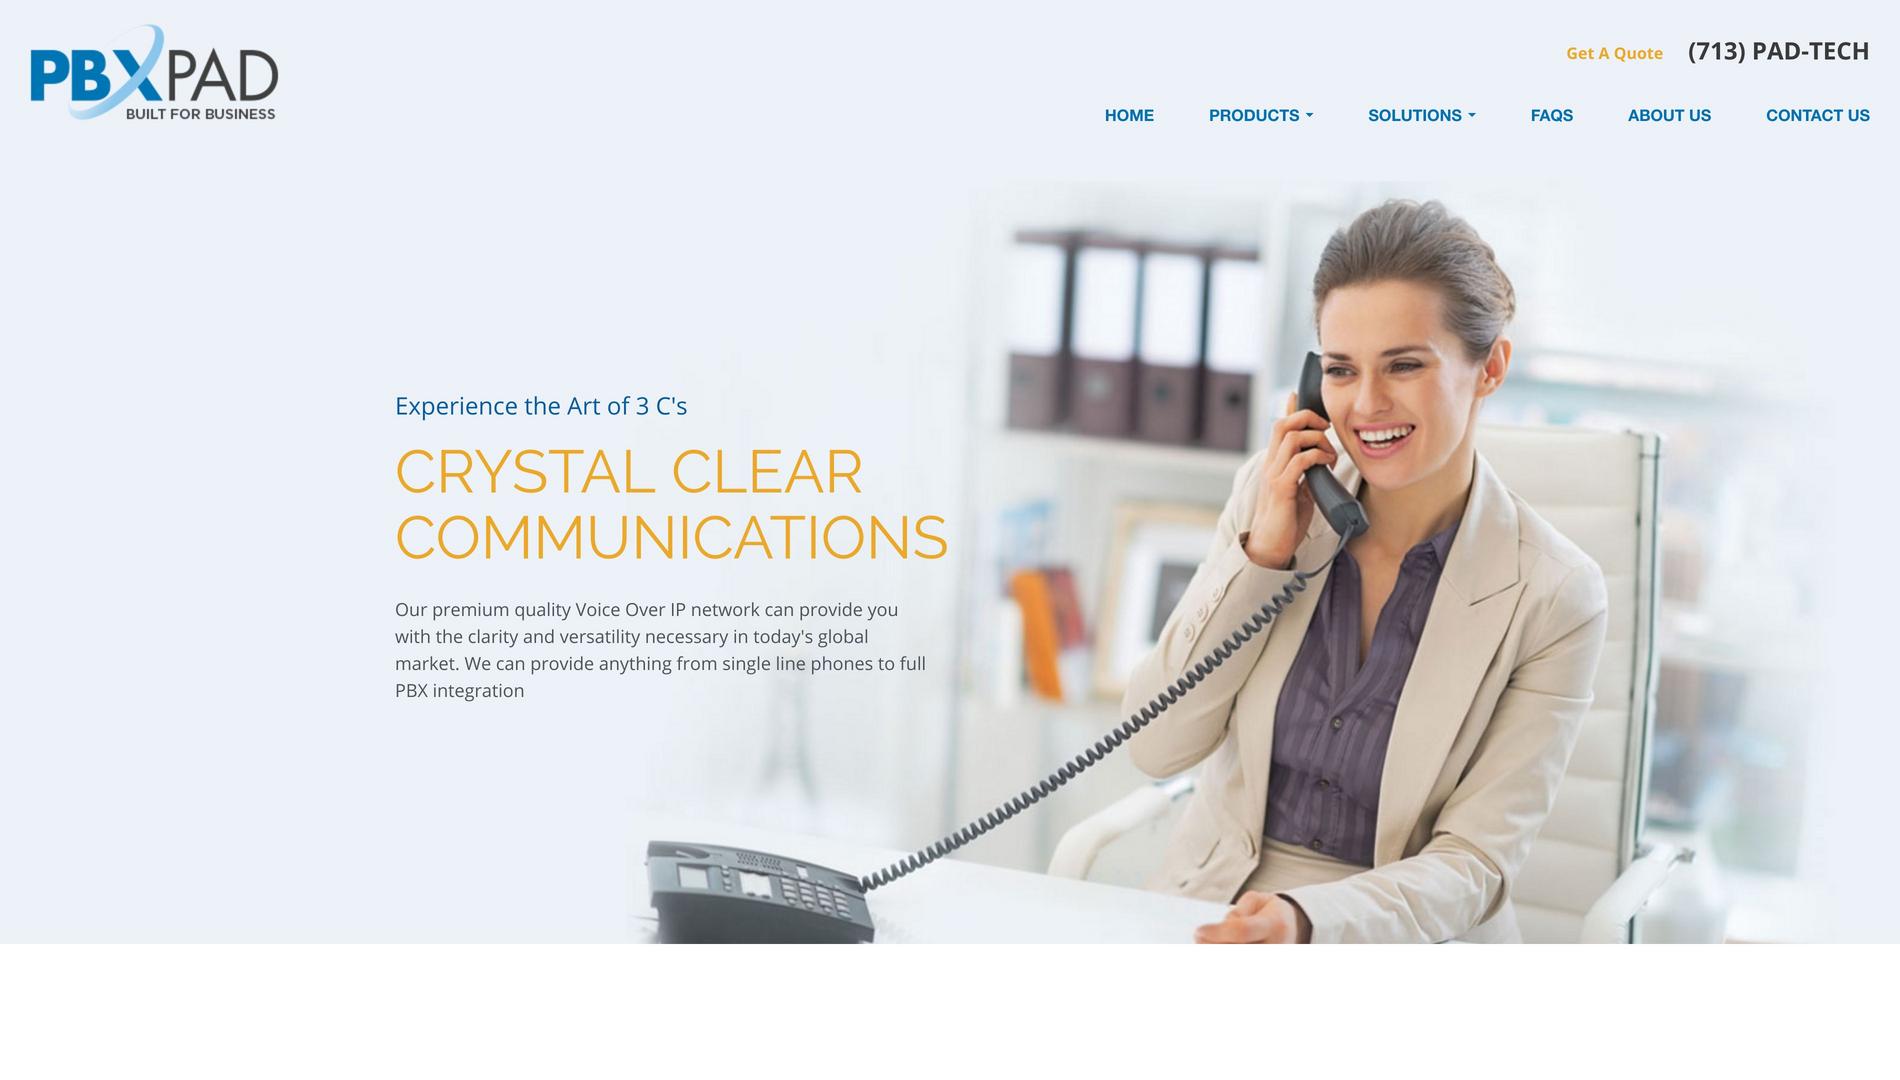 PBXPAD
BUILT FOR BUSINESS
Get A Quote
(713) PAD-TECH
HOME
PRODUCTS
SOLUTIONS
FAQS
ABOUT US
CONTACT US
Experience the Art of 3 C's
CRYSTAL CLEAR
COMMUNICATIONS
Our premium quality Voice Over IP network can provide you
with the clarity and versatility necessary in today's global
market. We can provide anything from single line phones to full
PBX integration